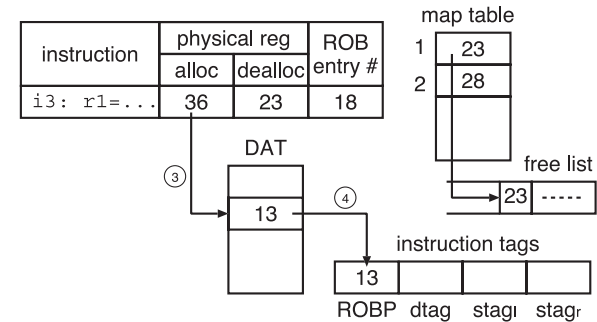 map table
instruction physical reg ROB entry #
alloc dealloc
i3: r1=... 36 23 18
1 23
2 28
DAT
free list
3
4
23 -----
13
instruction tags
13
ROBP dtag stagl stagr